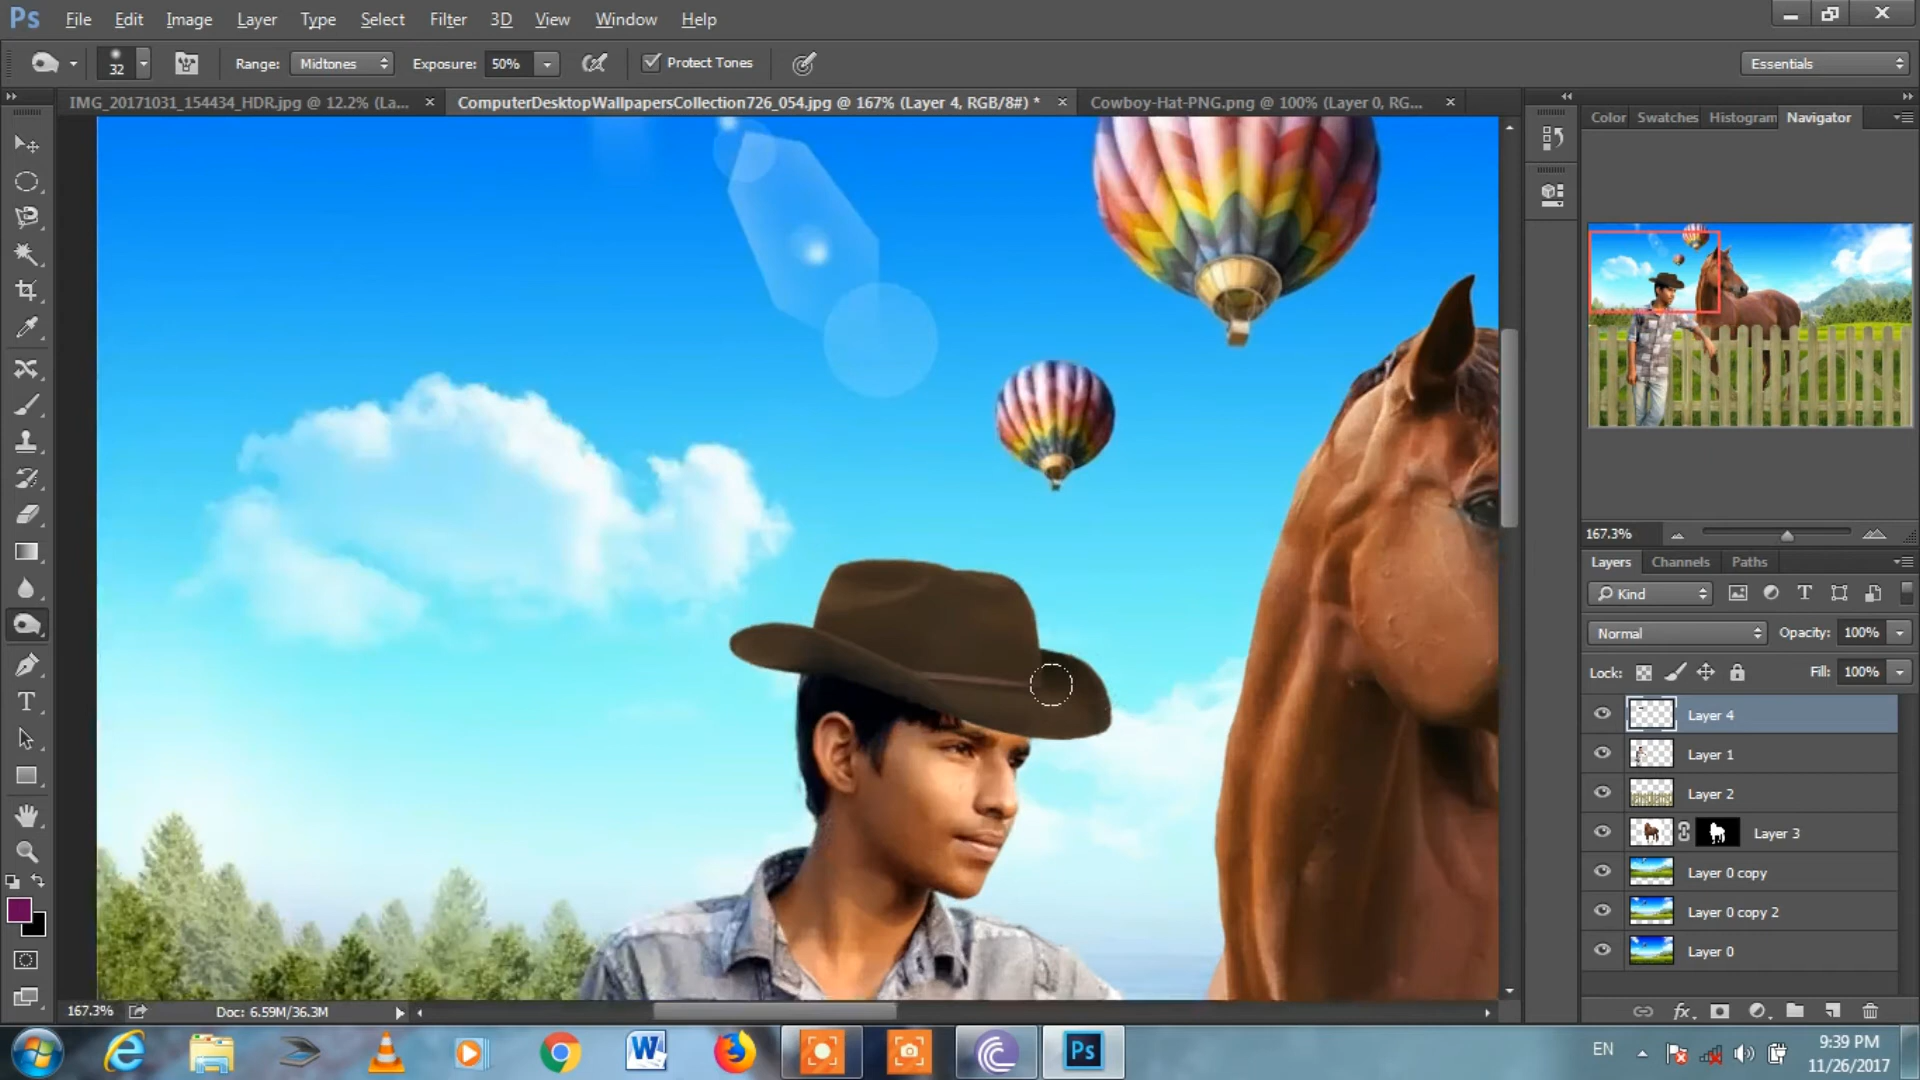 Ps File Edit Image Layer Type Select Filter 3D View Window Help
32 Range: Midtones Exposure: 50% Protect Tones Essentials
IMG_20171031_154434_HDR.jpg @ 12.2% (La... × ComputerDesktopWallpapersCollection726_054.jpg @ 167% (Layer 4, RGB/8#) * × Cowboy-Hat-PNG.png @ 100% (Layer 0, RG... ×
Color Swatches Histogram Navigator
167.3%
Layers Channels Paths
Kind
Normal Opacity: 100%
Lock: Fill: 100%
Layer 4
Layer 1
Layer 2
Layer 3
Layer 0 copy
Layer 0 copy 2
Layer 0
167.3% Doc: 6.59M/36.3M
EN 9:39 PM
11/26/2017